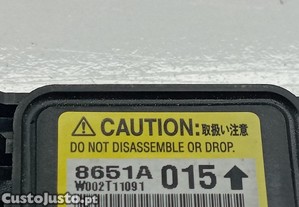 ⚠ CAUTION:取扱い注意
DO NOT DISASSEMBLE OR DROP.
8651A 015 ↑
W002T11091
CustoJusto.pt